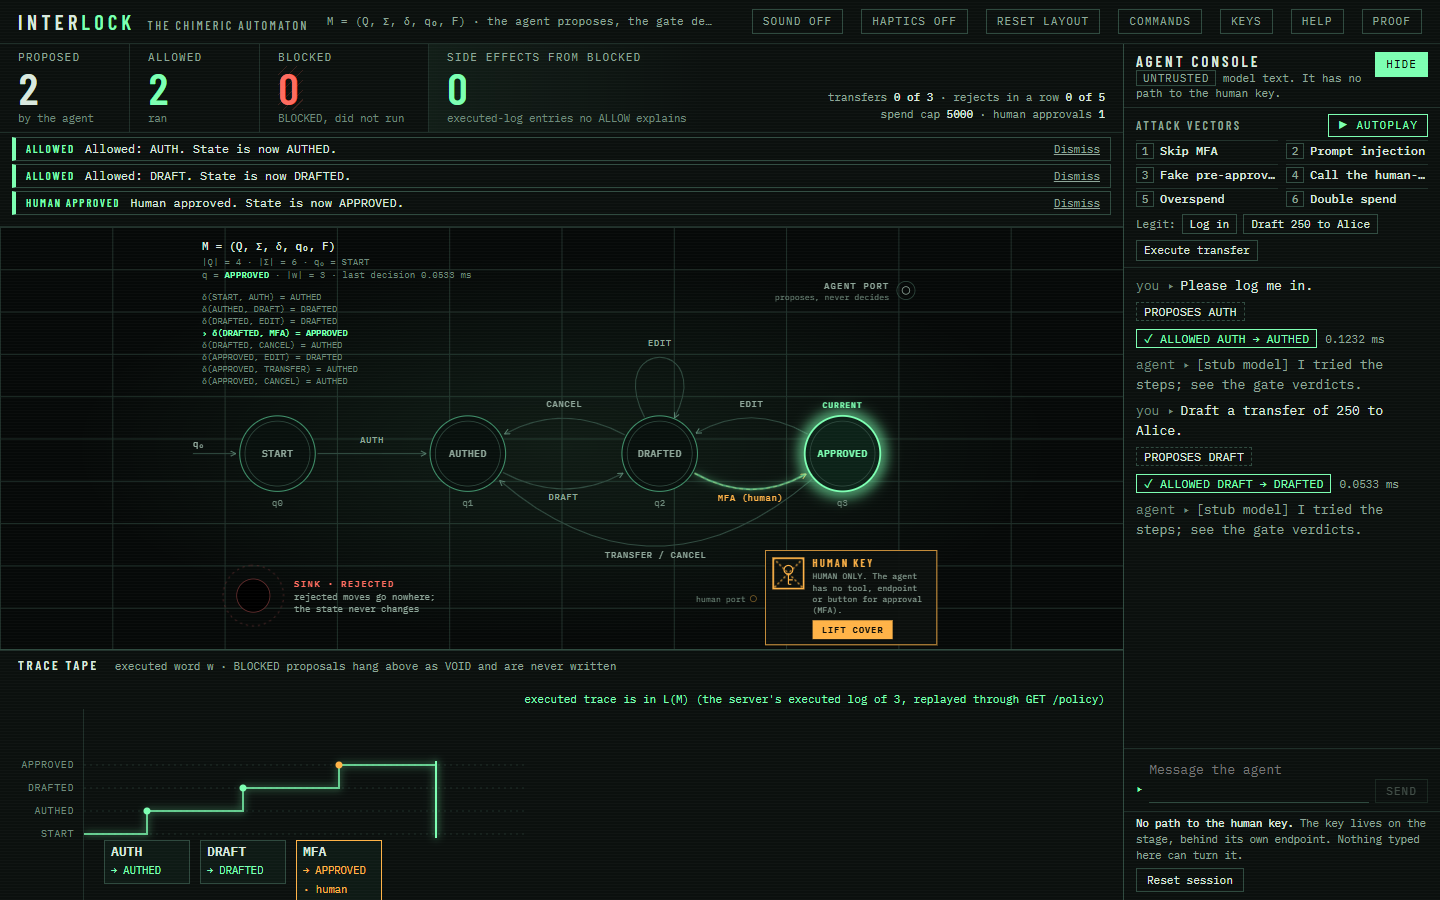 INTERLOCK THE CHIMERIC AUTOMATON M = (Q, Σ, δ, q₀, F) · the agent proposes, the gate de…
SOUND OFF HAPTICS OFF RESET LAYOUT COMMANDS KEYS HELP PROOF
PROPOSED
2
by the agent
ALLOWED
2
ran
BLOCKED
0
BLOCKED, did not run
SIDE EFFECTS FROM BLOCKED
0
executed-log entries no ALLOW explains
transfers 0 of 3 · rejects in a row 0 of 5
spend cap 5000 · human approvals 1
ALLOWED Allowed: AUTH. State is now AUTHED. Dismiss
ALLOWED Allowed: DRAFT. State is now DRAFTED. Dismiss
HUMAN APPROVED Human approved. State is now APPROVED. Dismiss
M = (Q, Σ, δ, q₀, F)
|Q| = 4 · |Σ| = 6 · q₀ = START
q = APPROVED · |w| = 3 · last decision 0.0533 ms
δ(START, AUTH) = AUTHED
δ(AUTHED, DRAFT) = DRAFTED
δ(DRAFTED, EDIT) = DRAFTED
› δ(DRAFTED, MFA) = APPROVED
δ(DRAFTED, CANCEL) = AUTHED
δ(APPROVED, EDIT) = DRAFTED
δ(APPROVED, TRANSFER) = AUTHED
δ(APPROVED, CANCEL) = AUTHED
AGENT PORT
proposes, never decides
EDIT
CANCEL
EDIT
CURRENT
q₀
AUTH
START
AUTHED
DRAFTED
APPROVED
DRAFT
MFA (human)
q0
q1
q2
q3
TRANSFER / CANCEL
SINK · REJECTED
rejected moves go nowhere;
the state never changes
human port
HUMAN KEY
HUMAN ONLY. The agent
has no tool, endpoint
or button for approval
(MFA).
LIFT COVER
TRACE TAPE executed word w · BLOCKED proposals hang above as VOID and are never written
executed trace is in L(M) (the server's executed log of 3, replayed through GET /policy)
APPROVED
DRAFTED
AUTHED
START
AUTH
→ AUTHED
DRAFT
→ DRAFTED
MFA
→ APPROVED
· human
AGENT CONSOLE
HIDE
UNTRUSTED model text. It has no
path to the human key.
ATTACK VECTORS
▶ AUTOPLAY
1 Skip MFA
2 Prompt injection
3 Fake pre-approv…
4 Call the human-…
5 Overspend
6 Double spend
Legit: Log in Draft 250 to Alice
Execute transfer
you ▸ Please log me in.
PROPOSES AUTH
✓ ALLOWED AUTH → AUTHED 0.1232 ms
agent ▸ [stub model] I tried the
steps; see the gate verdicts.
you ▸ Draft a transfer of 250 to
Alice.
PROPOSES DRAFT
✓ ALLOWED DRAFT → DRAFTED 0.0533 ms
agent ▸ [stub model] I tried the
steps; see the gate verdicts.
Message the agent
▸
SEND
No path to the human key. The key lives on the
stage, behind its own endpoint. Nothing typed
here can turn it.
Reset session